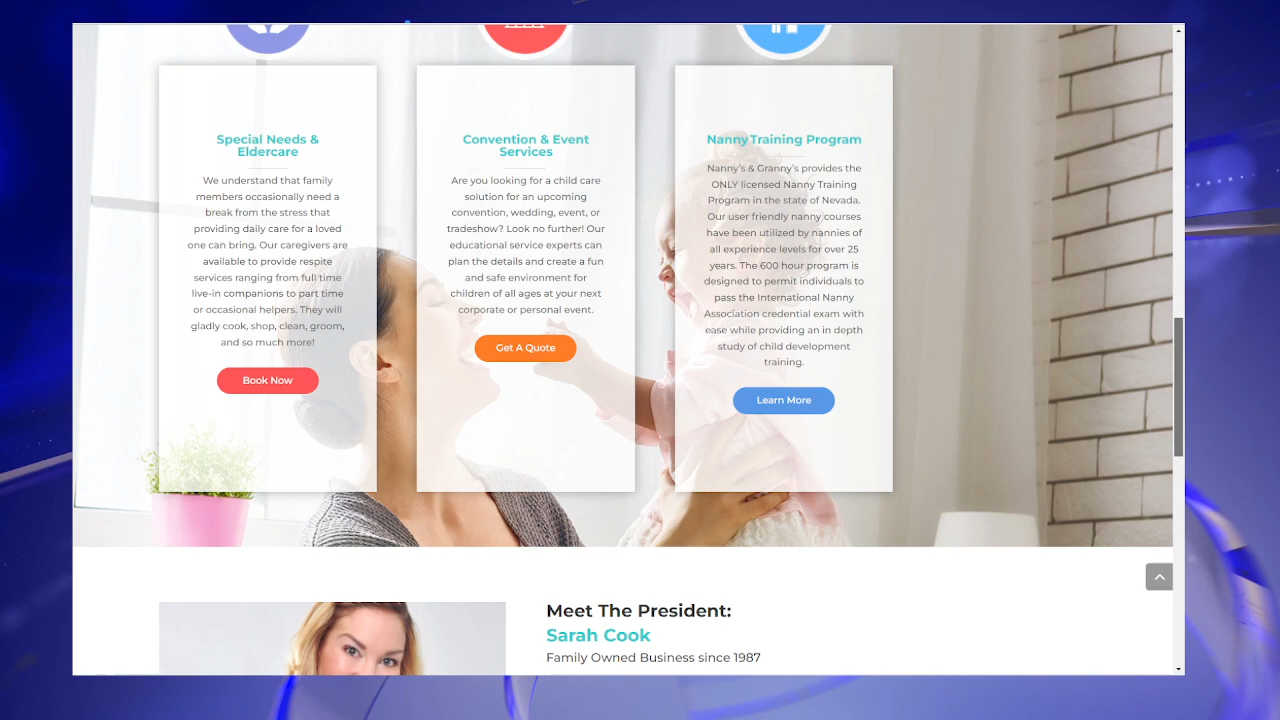 Special Needs &
Eldercare
We understand that family
members occasionally need a
break from the stress that
providing daily care for a loved
one can bring. Our caregivers are
available to provide respite
services ranging from full time
live-in companions to part time
or occasional helpers. They will
gladly cook, shop, clean, groom,
and so much more!
Book Now
Convention & Event
Services
Are you looking for a child care
solution for an upcoming
convention, wedding, event, or
tradeshow? Look no further! Our
educational service experts can
plan the details and create a fun
and safe environment for
children of all ages at your next
corporate or personal event.
Get A Quote
Nanny Training Program
Nanny's & Granny's provides the
ONLY licensed Nanny Training
Program in the state of Nevada.
Our user friendly nanny courses
have been utilized by nannies of
all experience levels for over 25
years. The 600 hour program is
designed to permit individuals to
pass the International Nanny
Association credential exam with
ease while providing an in depth
study of child development
training.
Learn More
Meet The President:
Sarah Cook
Family Owned Business since 1987